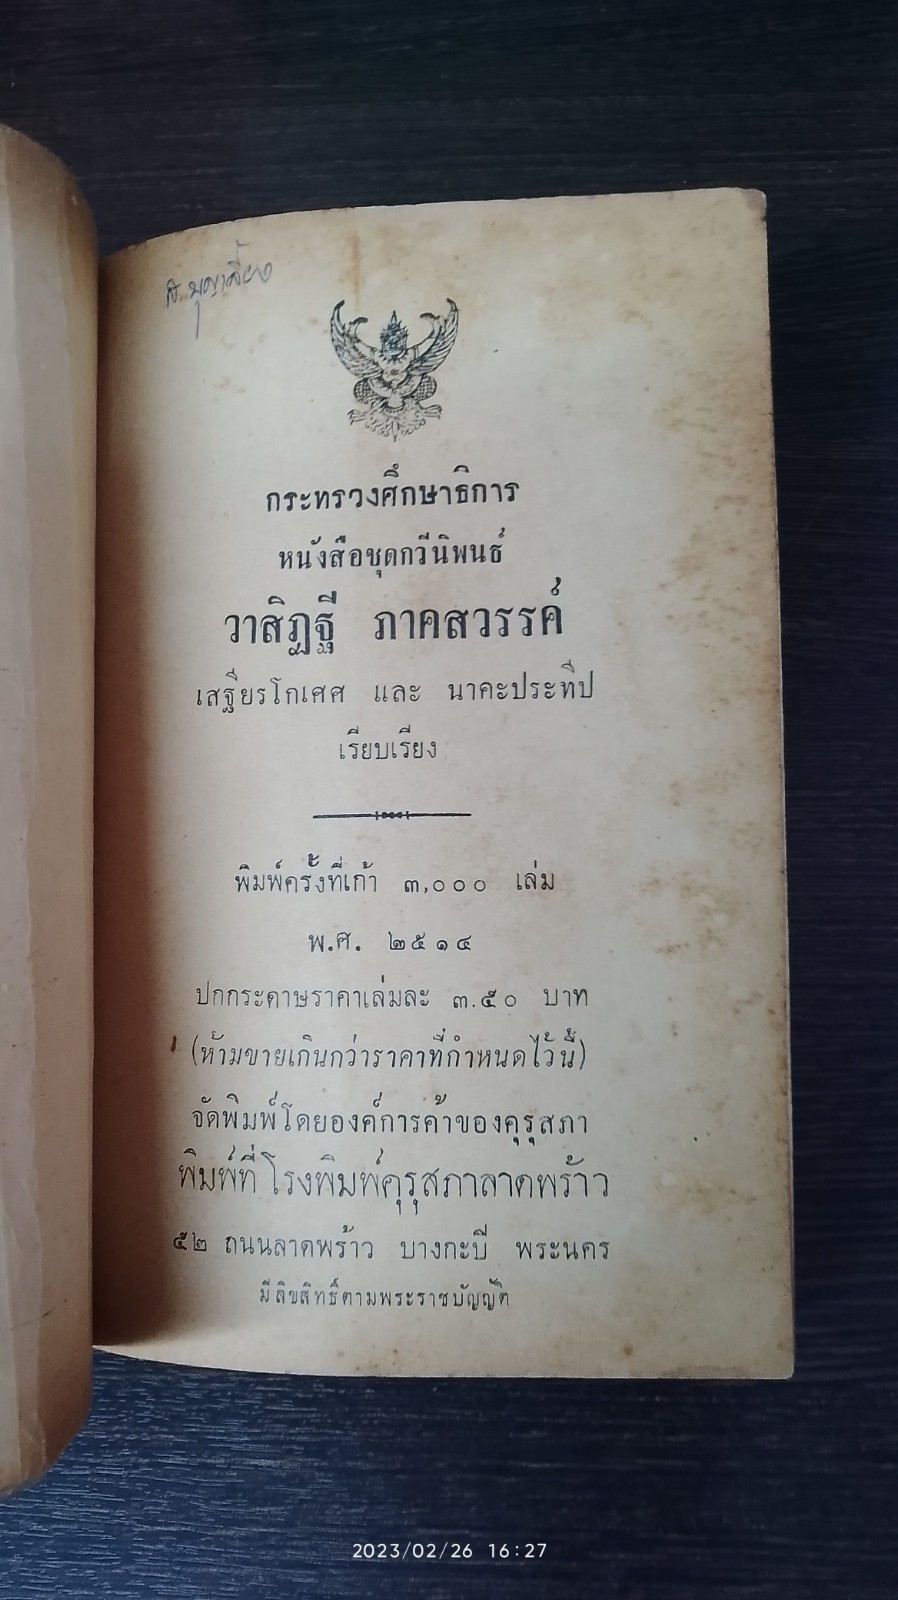 ส. บุญเลี้ยง
กระทรวงศึกษาธิการ
หนังสือชุดกวีนิพนธ์
วาสิฏฐี ภาคสวรรค์
เสฐียรโกเศศ และ นาคะประทีป
เรียบเรียง
พิมพ์ครั้งที่เก้า ๓,๐๐๐ เล่ม
พ.ศ. ๒๕๑๔
ปกกระดาษราคาเล่มละ ๓.๕๐ บาท
(ห้ามขายเกินกว่าราคาที่กำหนดไว้นี้)
จัดพิมพ์โดยองค์การค้าของคุรุสภา
พิมพ์ที่โรงพิมพ์คุรุสภาลาดพร้าว
๕๒ ถนนลาดพร้าว บางกะปี พระนคร
มีลิขสิทธิ์ตามพระราชบัญญัติ
2023/02/26 16:27